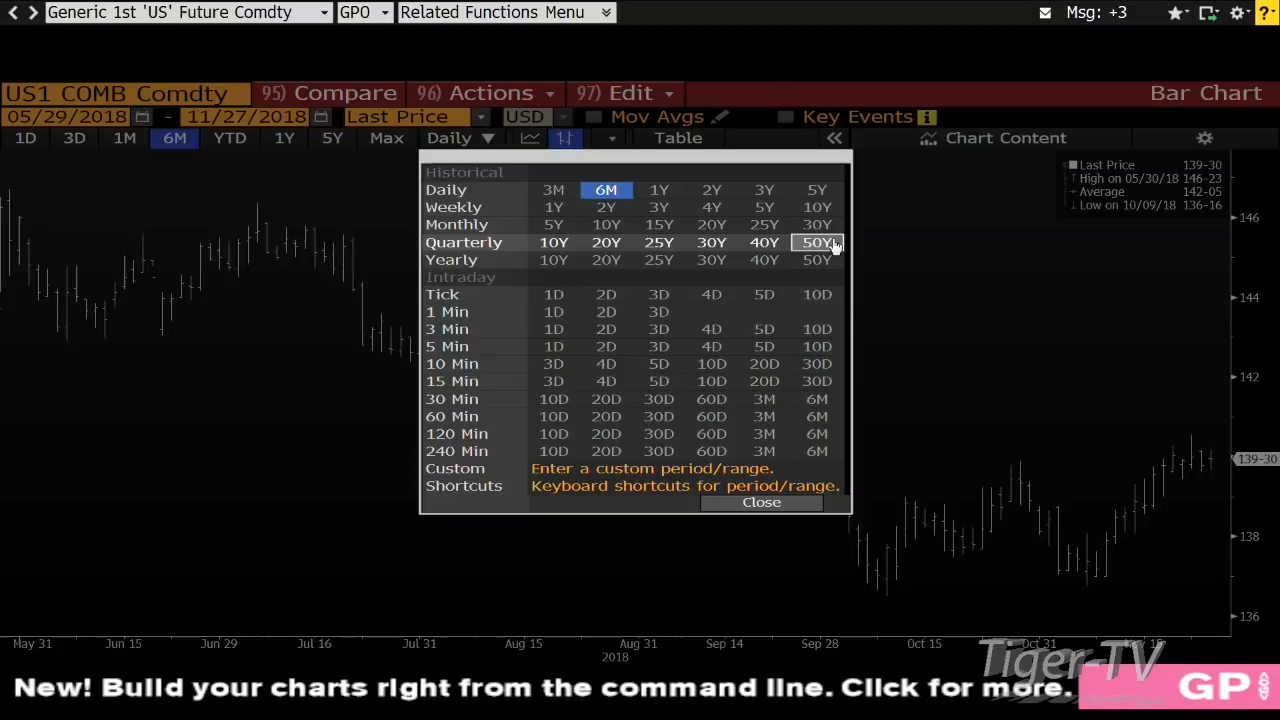 Generic 1st 'US' Future Comdty GPO Related Functions Menu Msg: +3 ?
US1 COMB Comdty 95) Compare 96) Actions 97) Edit Bar Chart
05/29/2018 - 11/27/2018 Last Price USD Mov Avgs Key Events i
1D 3D 1M 6M YTD 1Y 5Y Max Daily Table Chart Content
Last Price 139-30
High on 05/30/18 146-23
Average 142-05
Low on 10/09/18 136-16
Historical
Daily 3M 6M 1Y 2Y 3Y 5Y
Weekly 1Y 2Y 3Y 4Y 5Y 10Y
Monthly 5Y 10Y 15Y 20Y 25Y 30Y
Quarterly 10Y 20Y 25Y 30Y 40Y 50Y
Yearly 10Y 20Y 25Y 30Y 40Y 50Y
Intraday
Tick 1D 2D 3D 4D 5D 10D
1 Min 1D 2D 3D
3 Min 1D 2D 3D 4D 5D 10D
5 Min 1D 2D 3D 4D 5D 10D
10 Min 3D 4D 5D 10D 20D 30D
15 Min 3D 4D 5D 10D 20D 30D
30 Min 10D 20D 30D 60D 3M 6M
60 Min 10D 20D 30D 60D 3M 6M
120 Min 10D 20D 30D 60D 3M 6M
240 Min 10D 20D 30D 60D 3M 6M
Custom Enter a custom period/range.
Shortcuts Keyboard shortcuts for period/range.
Close
146
144
142
139-30
138
136
May 31 Jun 15 Jun 29 Jul 16 Jul 31 Aug 15 Aug 31 Sep 14 Sep 28 Oct 15 Oct 31
2018
Tiger-TV
New! Build your charts right from the command line. Click for more. GP